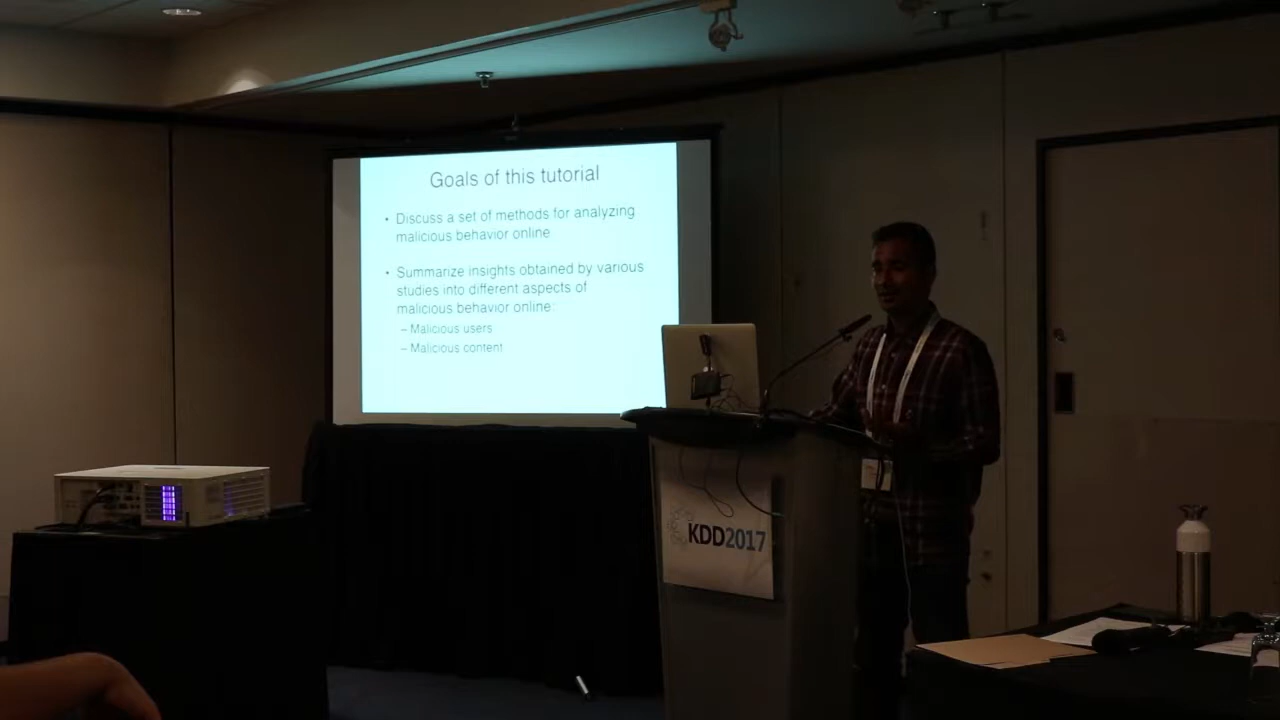 Goals of this tutorial
• Discuss a set of methods for analyzing
malicious behavior online
• Summarize insights obtained by various
studies into different aspects of
malicious behavior online:
– Malicious users
– Malicious content
KDD2017